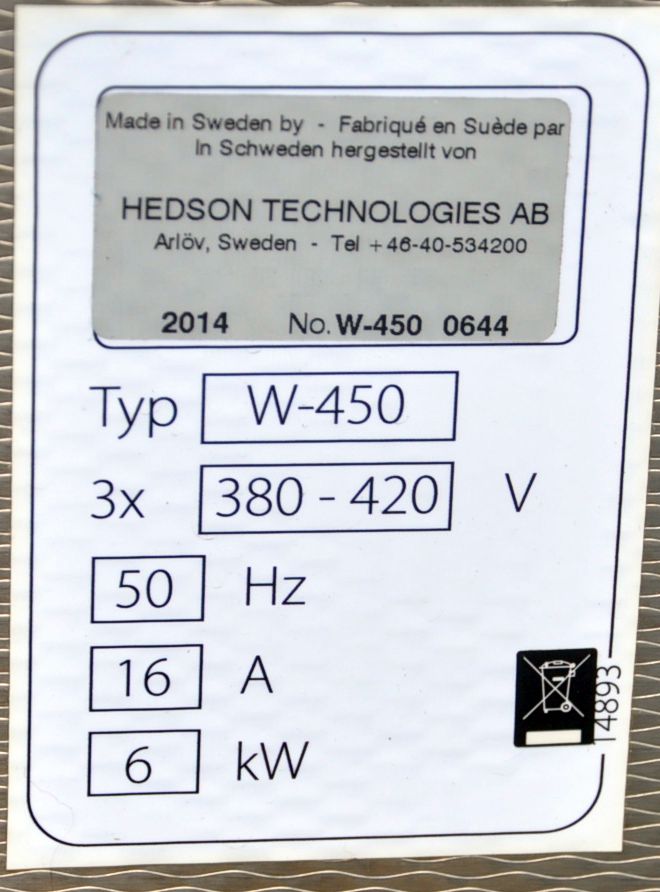 Made in Sweden by - Fabriqué en Suède par
In Schweden hergestellt von
HEDSON TECHNOLOGIES AB
Arlöv, Sweden - Tel +46-40-534200
2014 No. W-450 0644
Typ W-450
3x 380 - 420 V
50 Hz
16 A
6 kW
14893